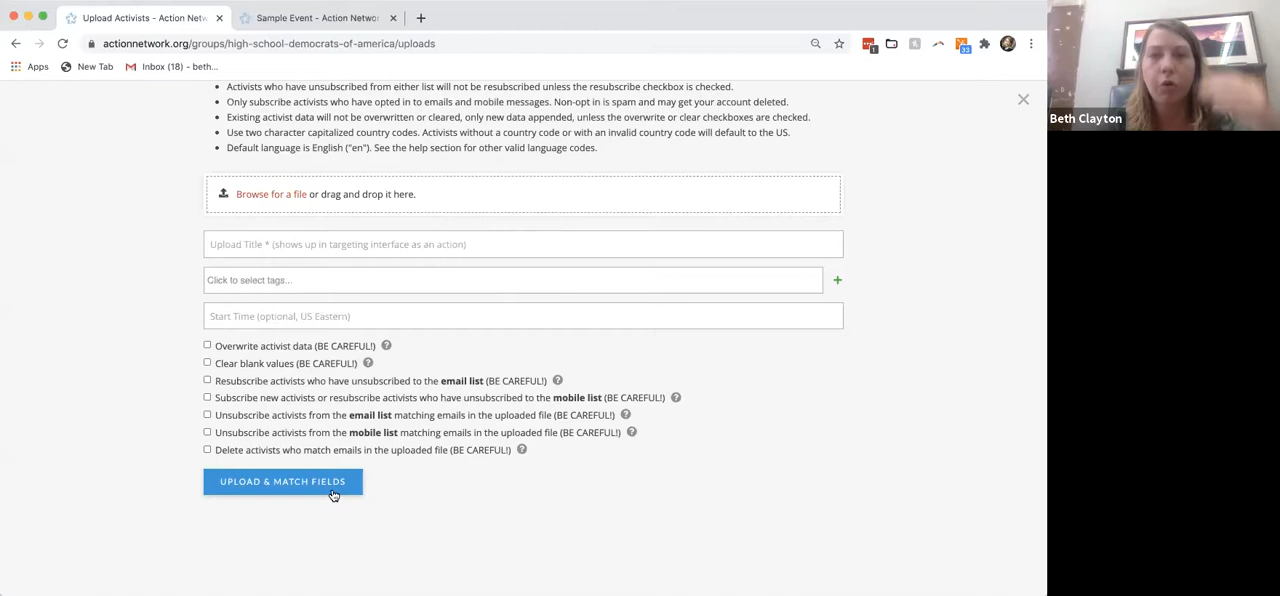 Upload Activists - Action Netw
Sample Event - Action Networ
actionnetwork.org/groups/high-school-democrats-of-america/uploads
1
33
Apps
New Tab
Inbox (18) - beth...
Activists who have unsubscribed from either list will not be resubscribed unless the resubscribe checkbox is checked.
Only subscribe activists who have opted in to emails and mobile messages. Non-opt in is spam and may get your account deleted.
Existing activist data will not be overwritten or cleared, only new data appended, unless the overwrite or clear checkboxes are checked.
Use two character capitalized country codes. Activists without a country code or with an invalid country code will default to the US.
Default language is English ("en"). See the help section for other valid language codes.
Browse for a file or drag and drop it here.
Upload Title * (shows up in targeting interface as an action)
Click to select tags...
Start Time (optional, US Eastern)
Overwrite activist data (BE CAREFUL!)
Clear blank values (BE CAREFUL!)
Resubscribe activists who have unsubscribed to the email list (BE CAREFUL!)
Subscribe new activists or resubscribe activists who have unsubscribed to the mobile list (BE CAREFUL!)
Unsubscribe activists from the email list matching emails in the uploaded file (BE CAREFUL!)
Unsubscribe activists from the mobile list matching emails in the uploaded file (BE CAREFUL!)
Delete activists who match emails in the uploaded file (BE CAREFUL!)
UPLOAD & MATCH FIELDS
Beth Clayton